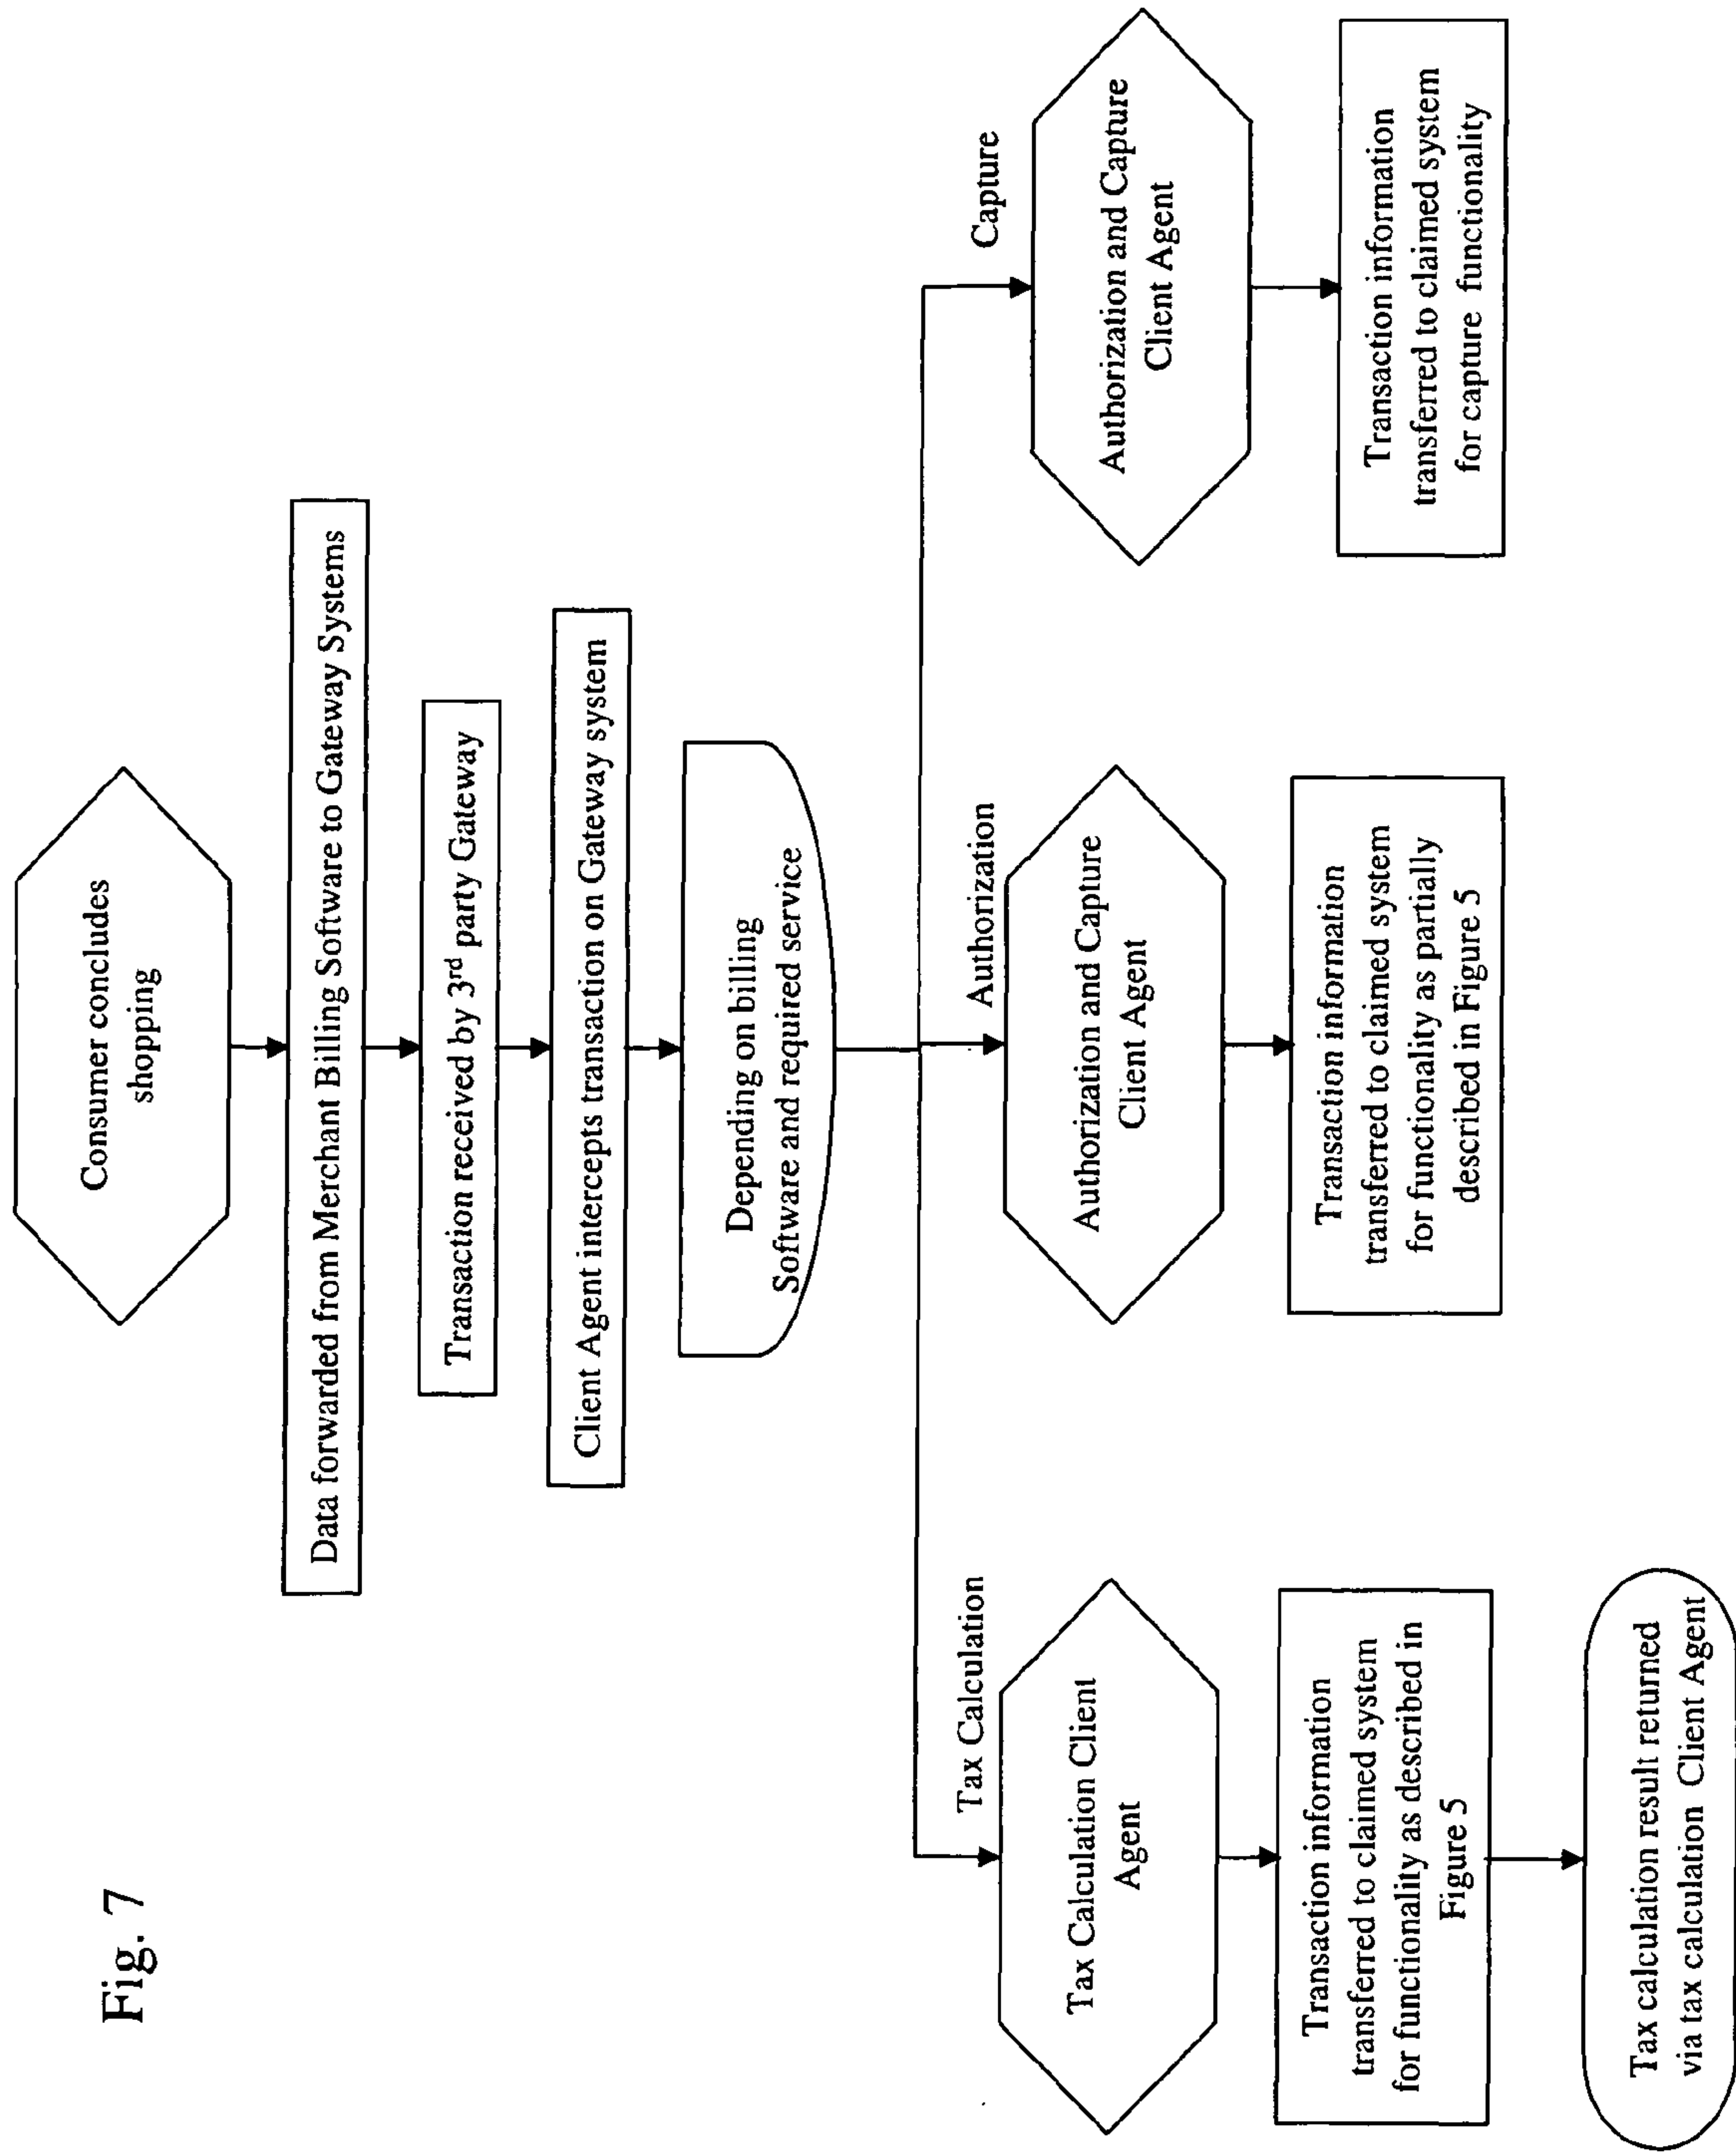 Fig. 7
Consumer concludes
shopping
Data forwarded from Merchant Billing Software to Gateway Systems
Transaction received by 3rd party Gateway
Client Agent intercepts transaction on Gateway system
Depending on billing
Software and required service
Tax Calculation
Tax Calculation Client
Agent
Transaction information
transferred to claimed system
for functionality as described in
Figure 5
Tax calculation result returned
via tax calculation Client Agent
Authorization
Authorization and Capture
Client Agent
Transaction information
transferred to claimed system
for functionality as partially
described in Figure 5
Capture
Authorization and Capture
Client Agent
Transaction information
transferred to claimed system
for capture functionality